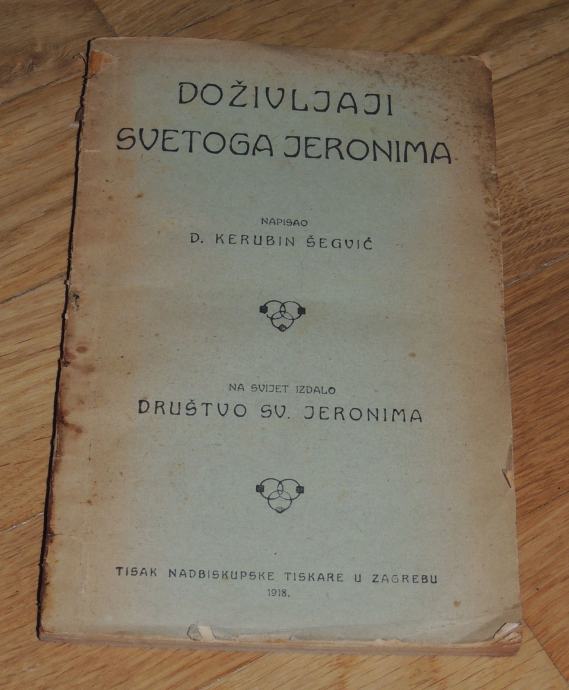 DOŽIVLJAJI
SVETOGA JERONIMA
NAPISAO
D. KERUBIN ŠEGVIĆ
NA SVIJET IZDALO
DRUŠTVO SV. JERONIMA
TISAK NADBISKUPSKE TISKARE U ZAGREBU
1918.